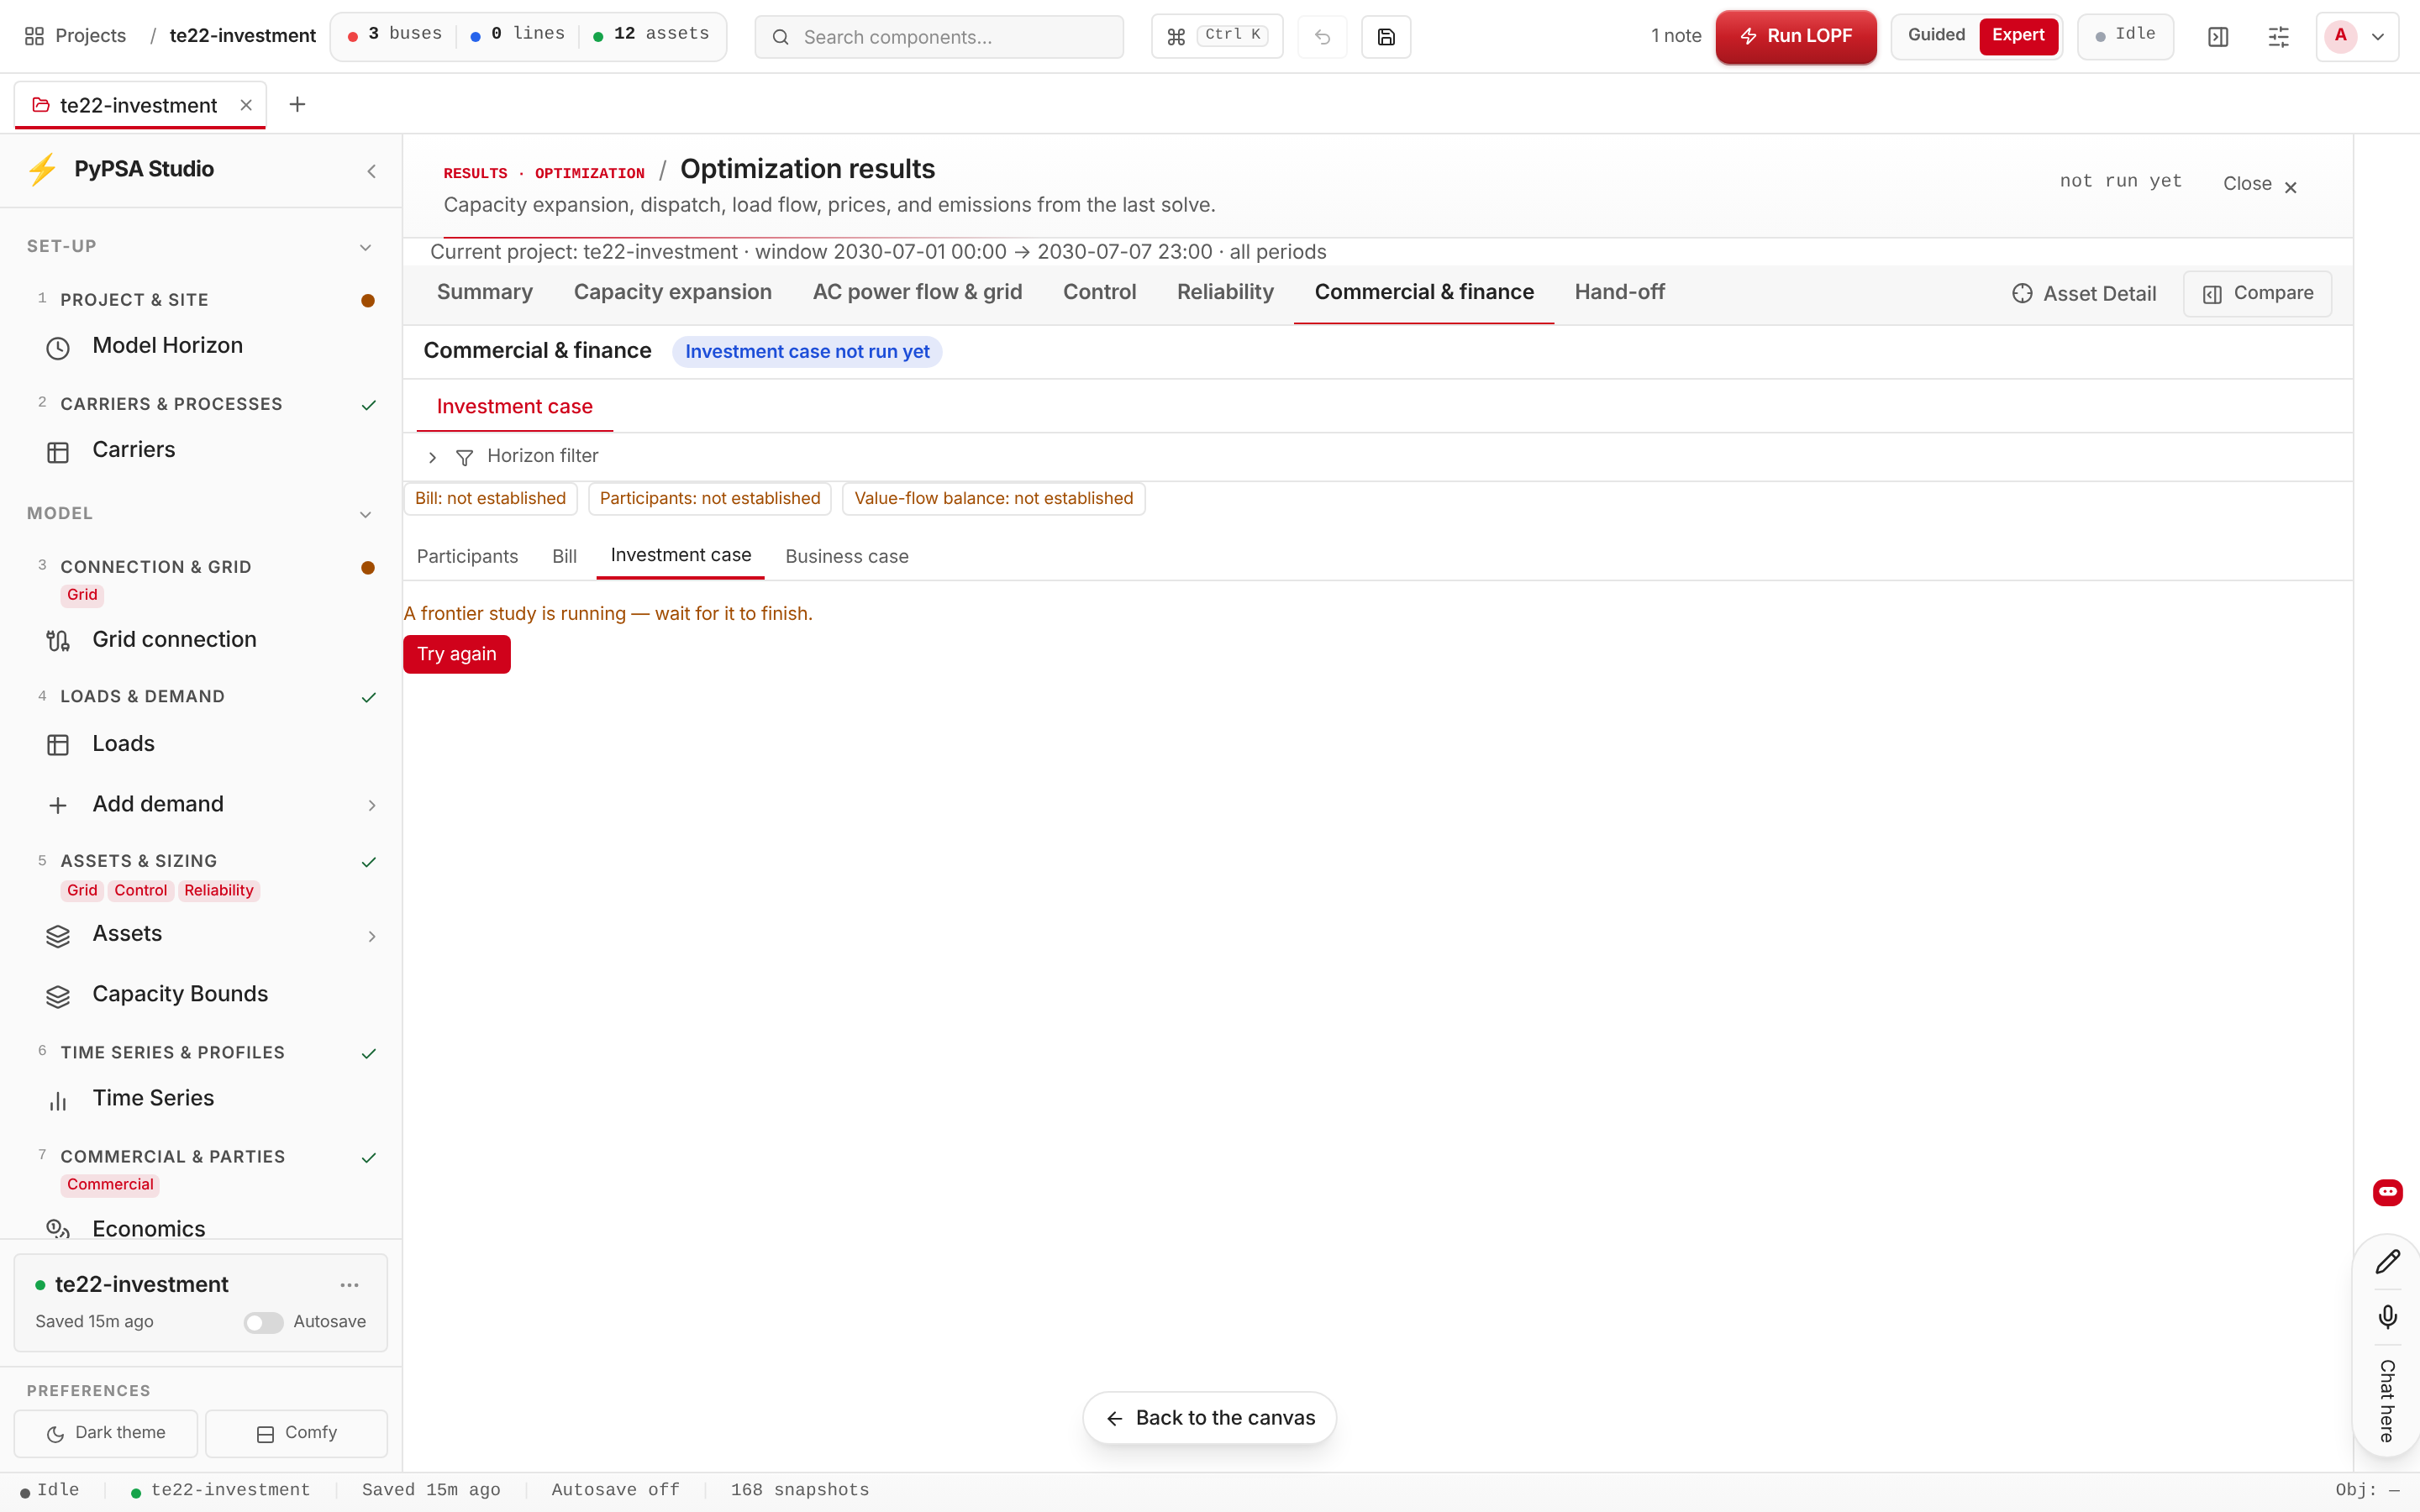 Projects / te22-investment
3 buses
0 lines
12 assets
Search components...
Ctrl K
1 note
Run LOPF
Guided
Expert
Idle
A
te22-investment
PyPSA Studio
SET-UP
1 PROJECT & SITE
Model Horizon
2 CARRIERS & PROCESSES
Carriers
MODEL
3 CONNECTION & GRID
Grid
Grid connection
4 LOADS & DEMAND
Loads
Add demand
5 ASSETS & SIZING
Grid Control Reliability
Assets
Capacity Bounds
6 TIME SERIES & PROFILES
Time Series
7 COMMERCIAL & PARTIES
Commercial
Economics
te22-investment
Saved 15m ago
Autosave
PREFERENCES
Dark theme
Comfy
RESULTS · OPTIMIZATION / Optimization results
Capacity expansion, dispatch, load flow, prices, and emissions from the last solve.
not run yet
Close
Current project: te22-investment · window 2030-07-01 00:00 → 2030-07-07 23:00 · all periods
Summary
Capacity expansion
AC power flow & grid
Control
Reliability
Commercial & finance
Hand-off
Asset Detail
Compare
Commercial & finance
Investment case not run yet
Investment case
Horizon filter
Bill: not established
Participants: not established
Value-flow balance: not established
Participants
Bill
Investment case
Business case
A frontier study is running — wait for it to finish.
Try again
Back to the canvas
Chat here
Idle
te22-investment
Saved 15m ago
Autosave off
168 snapshots
Obj: —